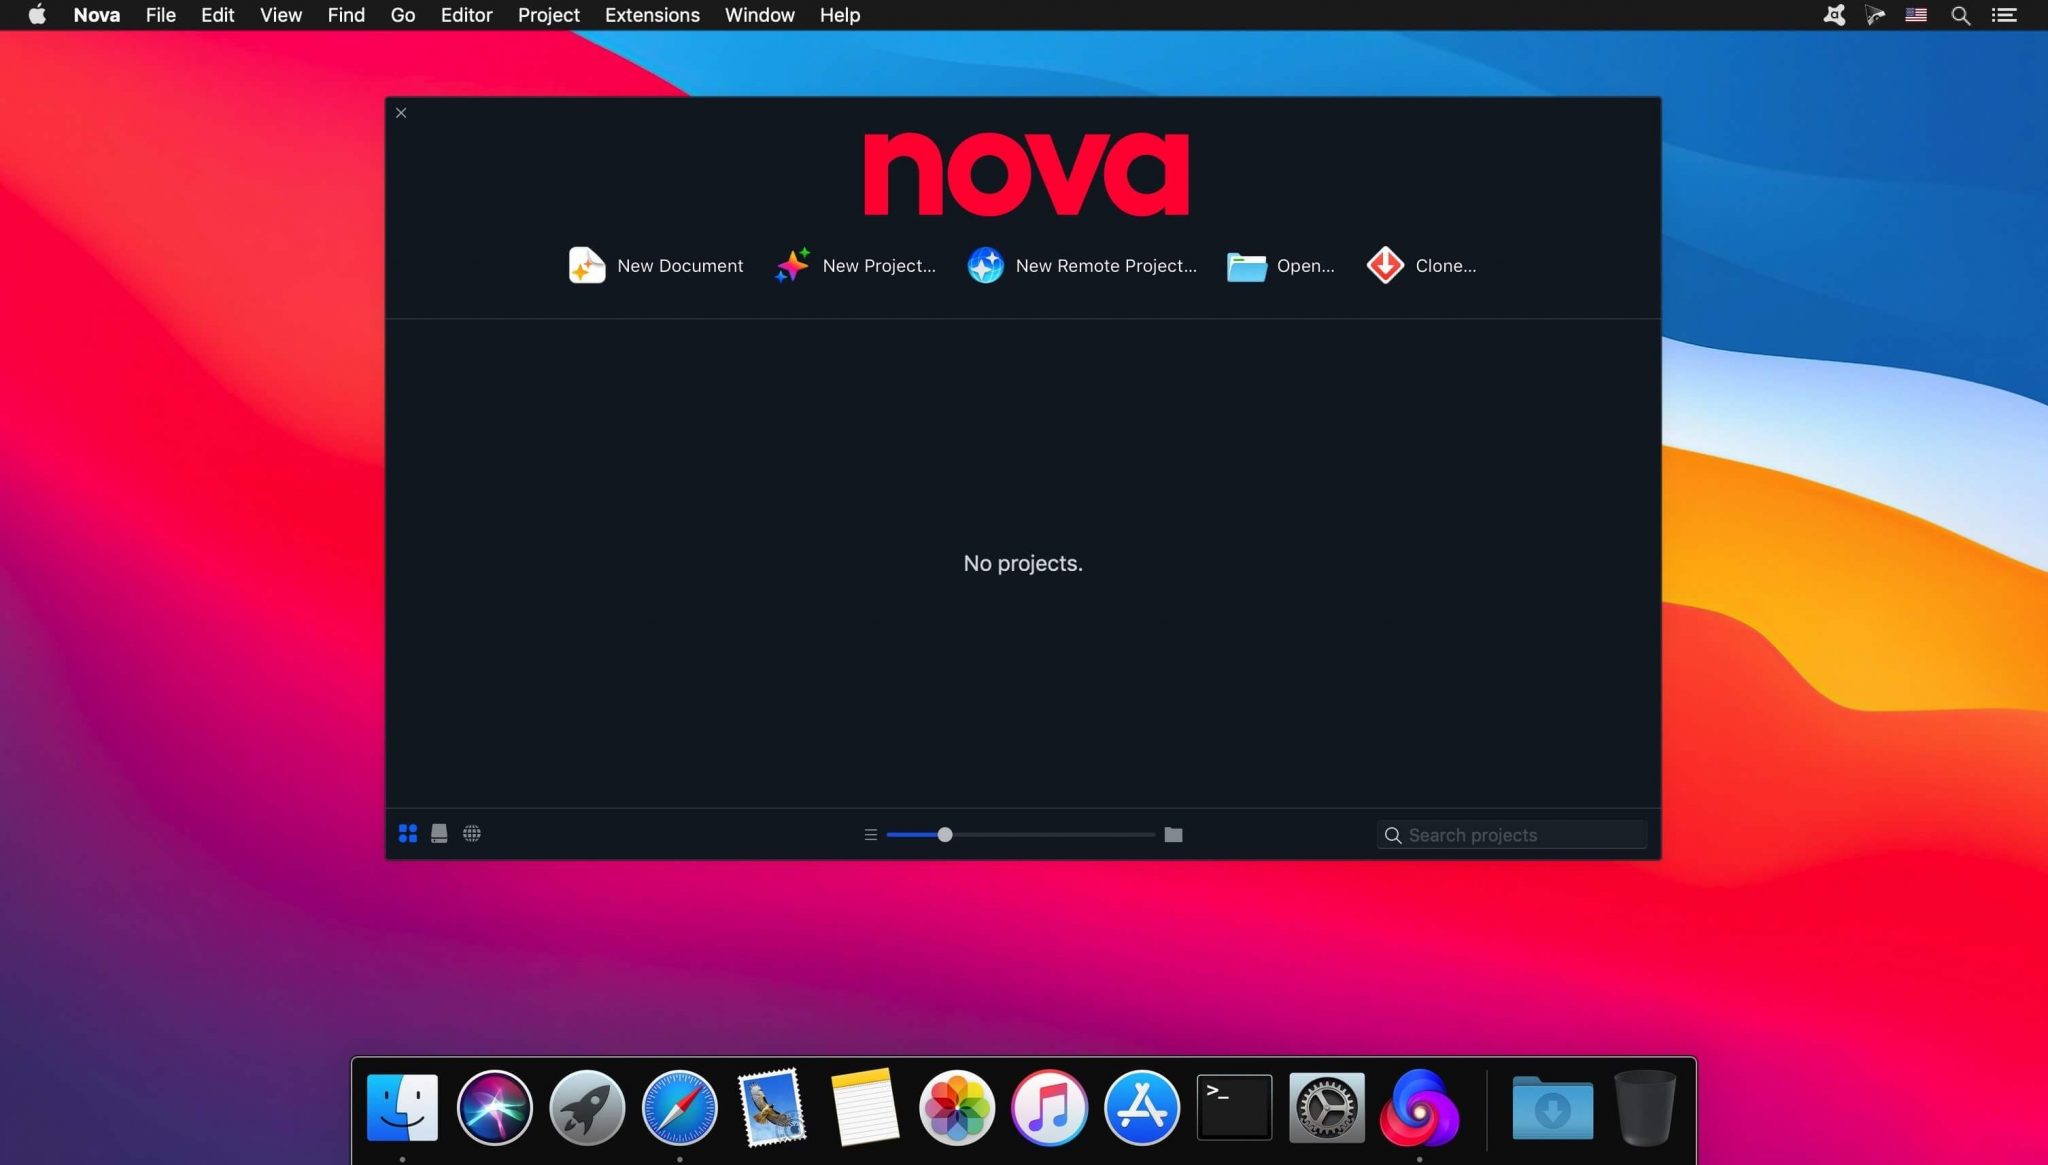 Nova File Edit View Find Go Editor Project Extensions Window Help
nova
New Document New Project... New Remote Project... Open... Clone...
No projects.
Search projects
>_